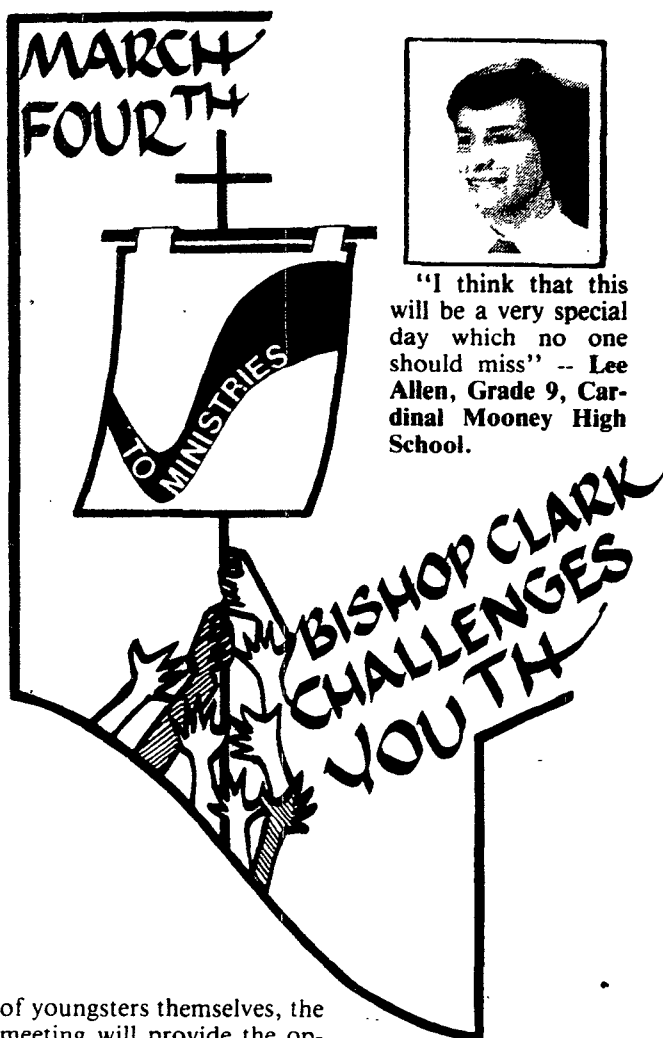 MARCH
FOURTH
TO MINISTRIES
"I think that this
will be a very special
day which no one
should miss" -- Lee
Allen, Grade 9, Car-
dinal Mooney High
School.
BISHOP CLARK
CHALLENGES
YOUTH
of youngsters themselves, the
meeting will provide the op-